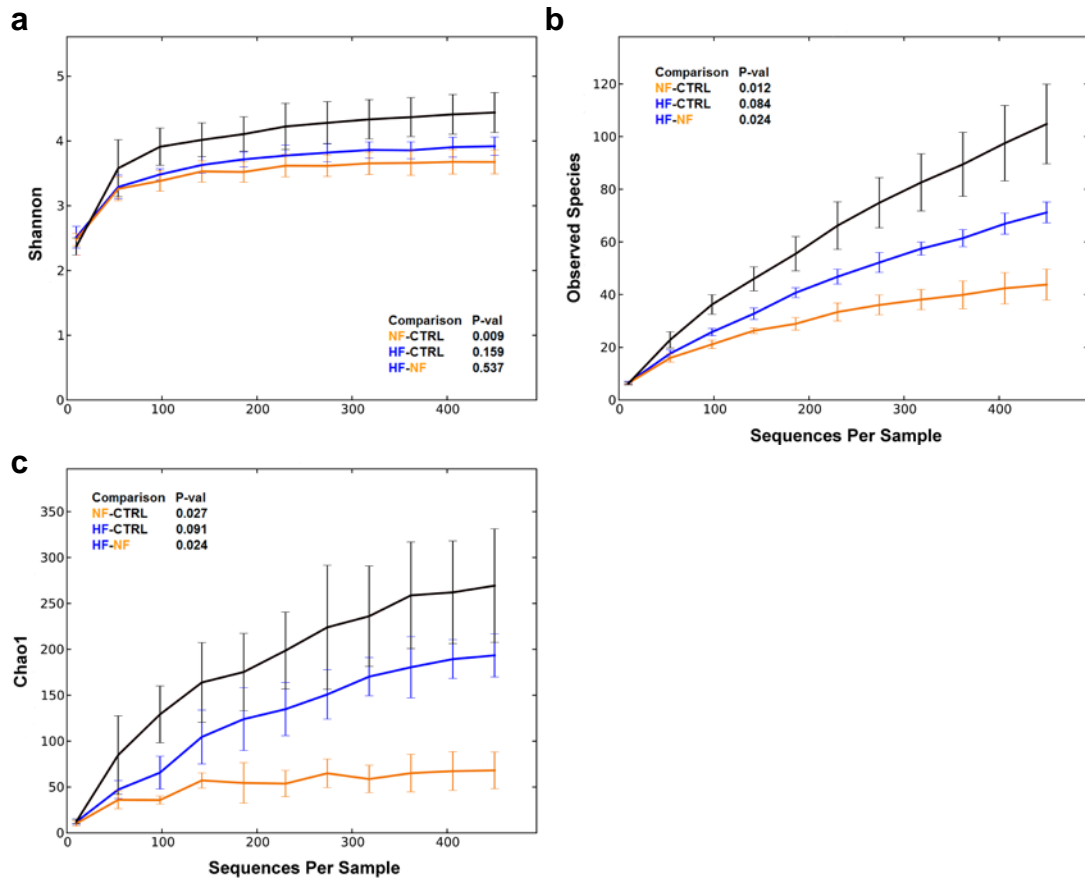 a
5
4
3
2
1
0
Shannon
Comparison P-val
NF-CTRL 0.009
HF-CTRL 0.159
HF-NF 0.537
0 100 200 300 400
b
120
100
80
60
40
20
0
Observed Species
Comparison P-val
NF-CTRL 0.012
HF-CTRL 0.084
HF-NF 0.024
0 100 200 300 400
Sequences Per Sample
c
350
300
250
200
150
100
50
0
Chao1
Comparison P-val
NF-CTRL 0.027
HF-CTRL 0.091
HF-NF 0.024
0 100 200 300 400
Sequences Per Sample